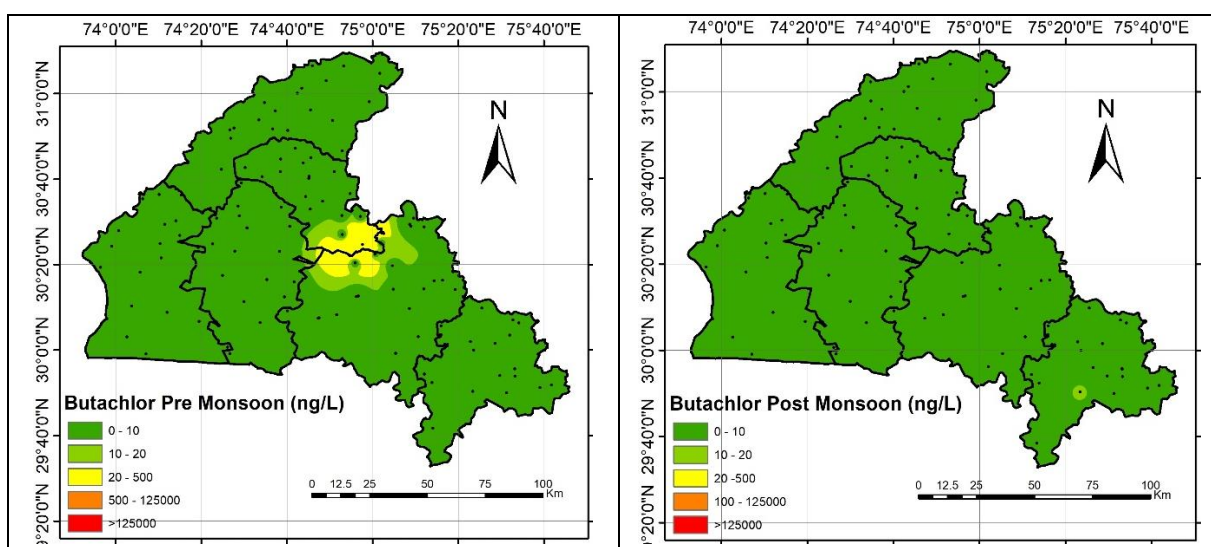 74°0'0"E 74°20'0"E 74°40'0"E 75°0'0"E 75°20'0"E 75°40'0"E
31°0'0"N
30°40'0"N
30°20'0"N
30°0'0"N
29°40'0"N
29°20'0"N
N
Butachlor Pre Monsoon (ng/L)
0 - 10
10 - 20
20 - 500
500 - 125000
>125000
0 12.5 25 50 75 100
Km
74°0'0"E 74°20'0"E 74°40'0"E 75°0'0"E 75°20'0"E 75°40'0"E
31°0'0"N
30°40'0"N
30°20'0"N
30°0'0"N
29°40'0"N
9°20'0"N
N
Butachlor Post Monsoon (ng/L)
0 - 10
10 - 20
20 -500
100 - 125000
>125000
0 12.5 25 50 75 100
Km